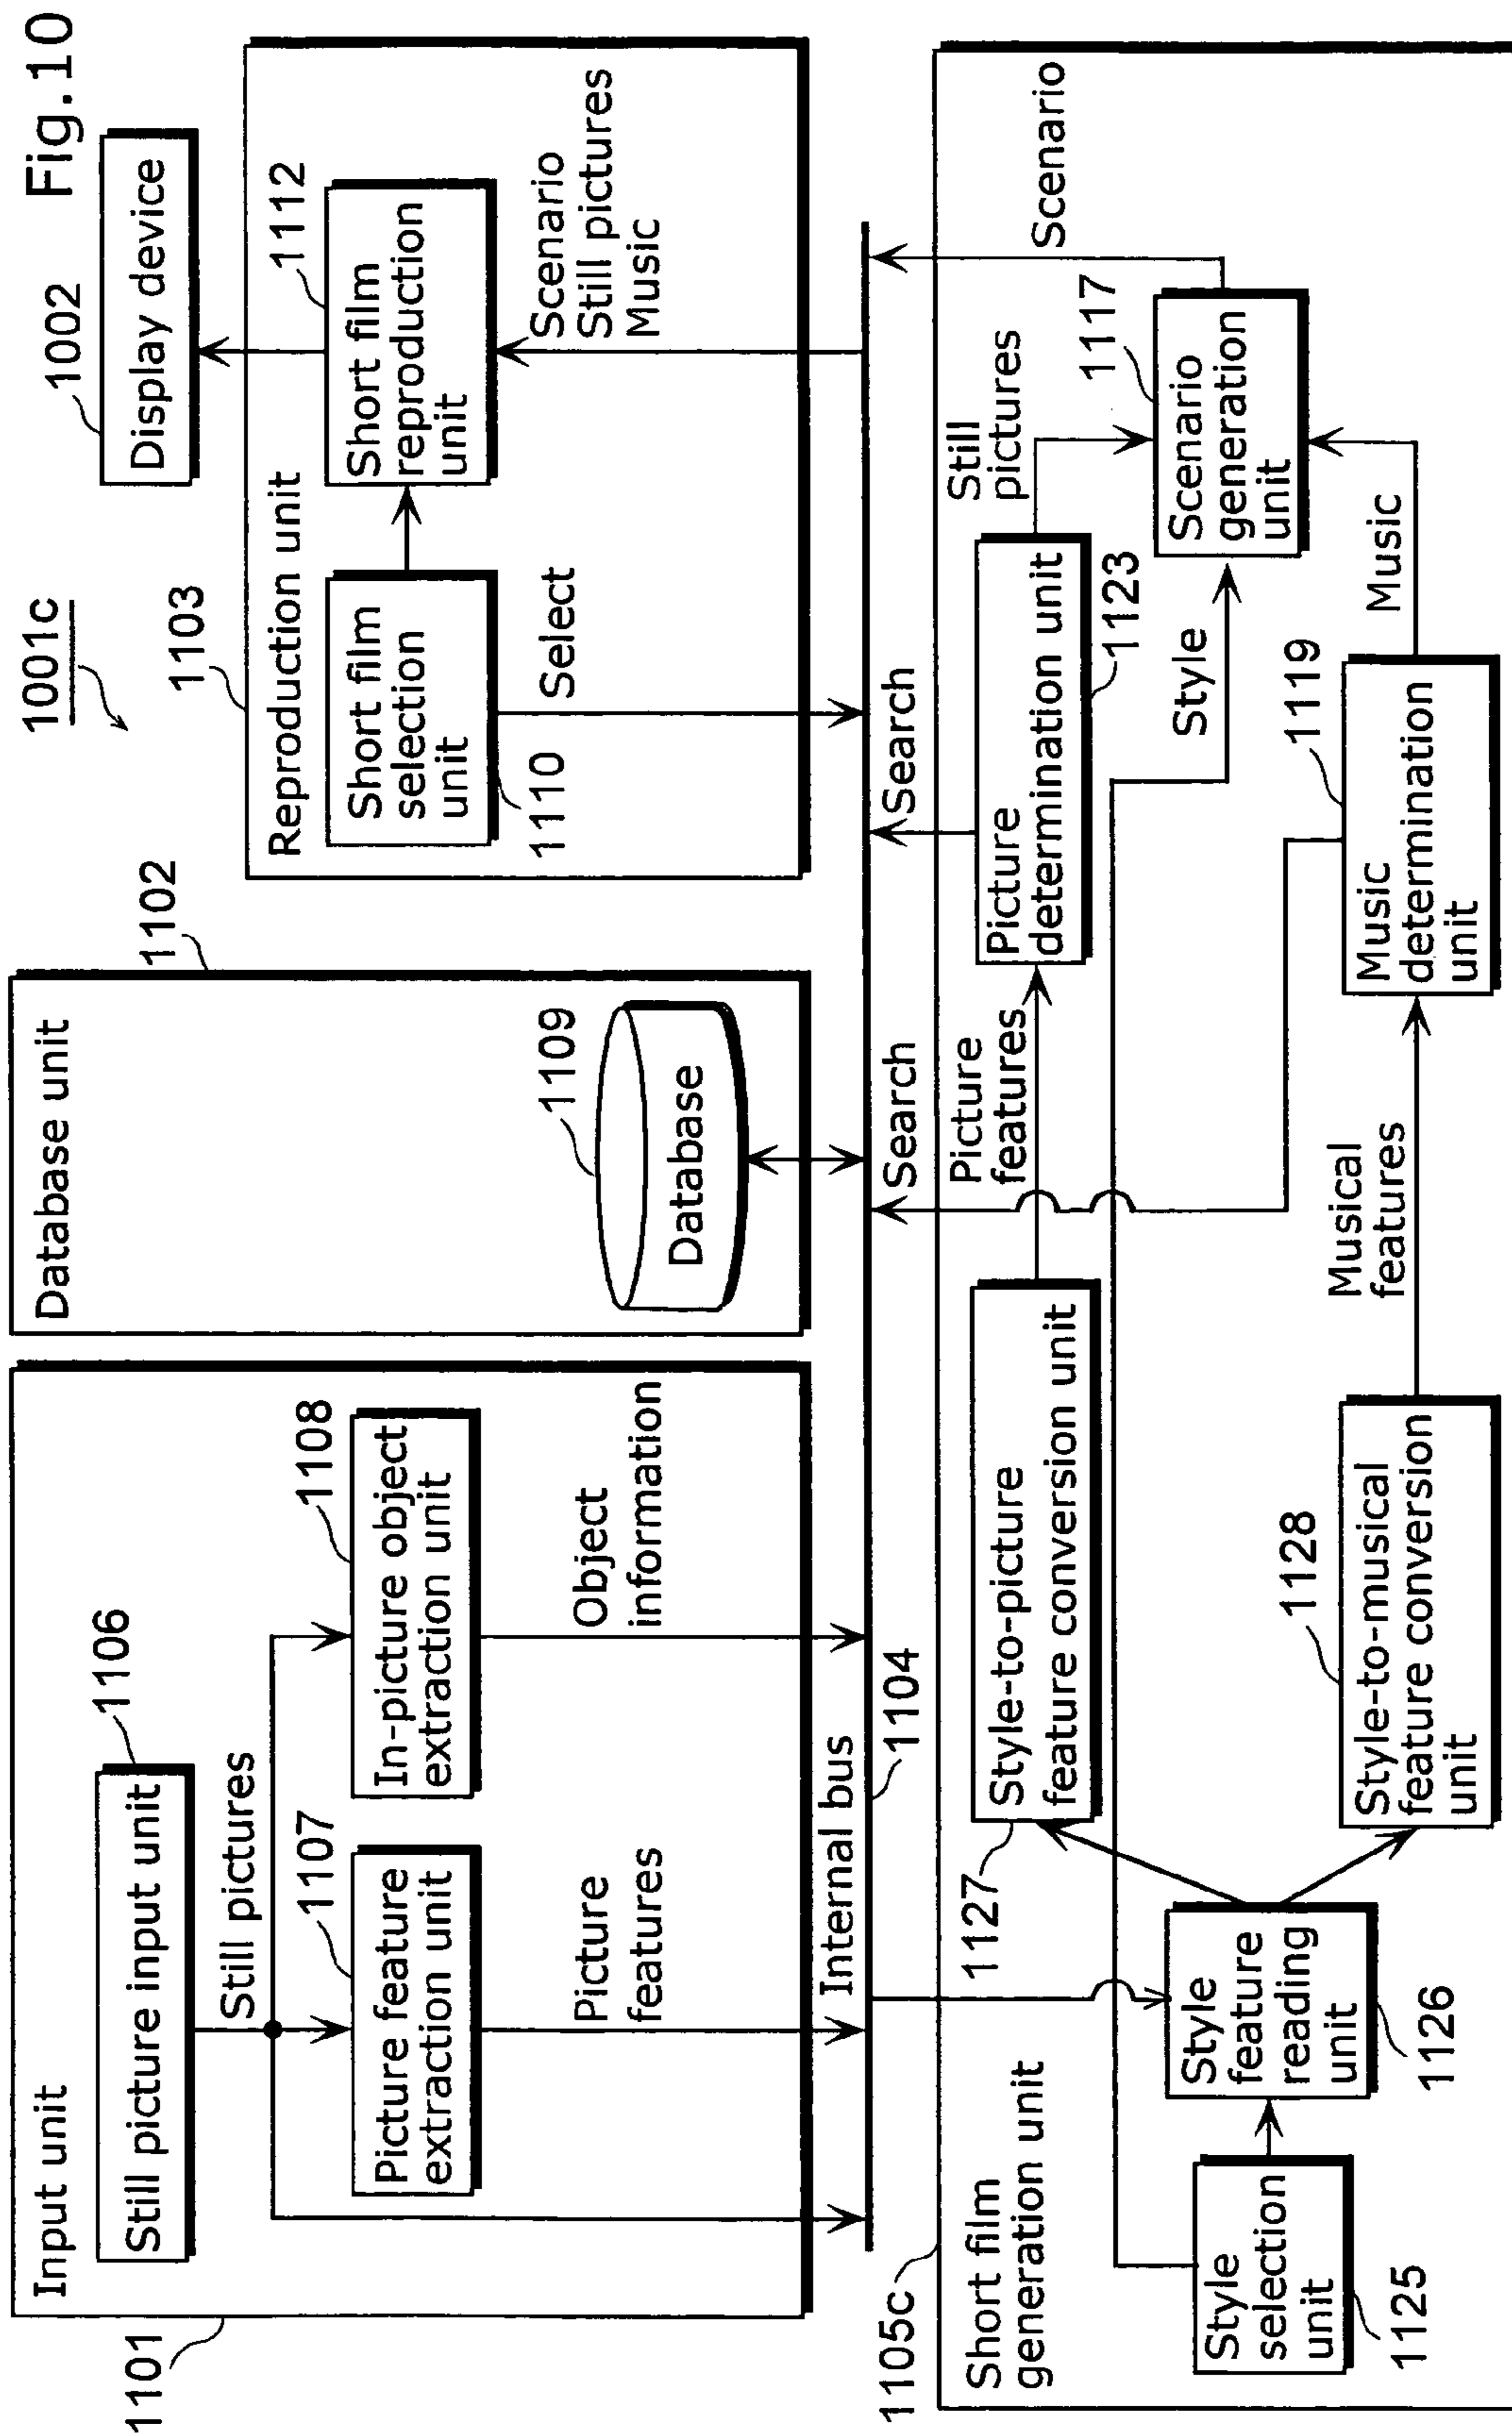 Fig.10
1001c
1002
Display device
1101
Input unit
1106
Still picture input unit
Still pictures
1107
Picture feature
extraction unit
1108
In-picture object
extraction unit
Picture
features
Object
information
1102
Database unit
1109
Database
1103
Reproduction unit
1110
Short film
selection
unit
Select
1112
Short film
reproduction
unit
Scenario
Still pictures
Music
Internal bus
1104
1105c
Short film
generation unit
Style
selection
unit
1125
Style
feature
reading
unit
1126
1127
Style-to-picture
feature conversion unit
1128
Style-to-musical
feature conversion
unit
Picture
features
Musical
features
Search
Search
Picture
determination unit
1123
Style
1119
Music
determination
unit
Still
pictures
Music
1117
Scenario
generation
unit
Scenario